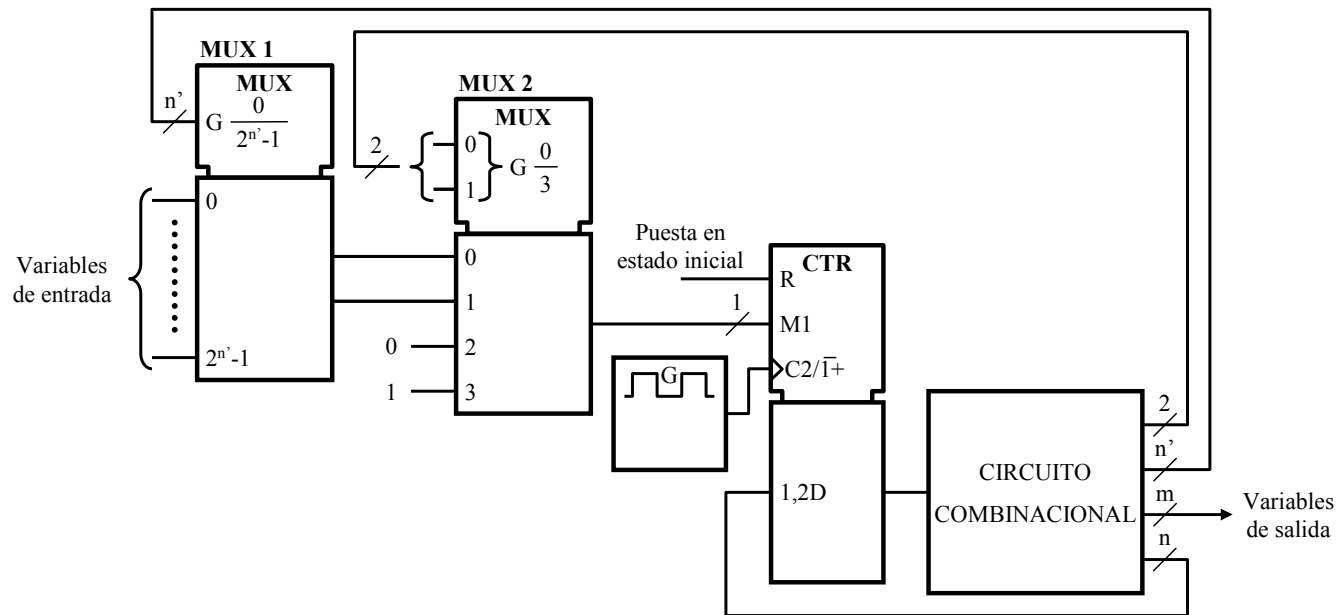 MUX 1
MUX
n'
G 0
2^n'-1
Variables
de entrada
0
2^n'-1
MUX 2
MUX
2
0
1
G 0
3
0
1
0
2
1
3
Puesta en
estado inicial
CTR
R
1
M1
C2/1̅+
G
1,2D
CIRCUITO
COMBINACIONAL
2
n'
m
n
Variables
de salida